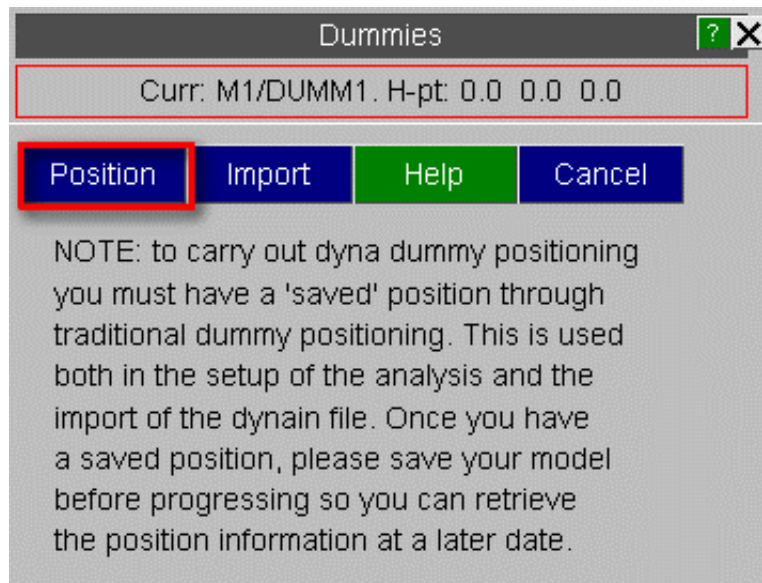 Dummies ?
Curr: M1/DUMM1. H-pt: 0.0 0.0 0.0
Position Import Help Cancel
NOTE: to carry out dyna dummy positioning
you must have a 'saved' position through
traditional dummy positioning. This is used
both in the setup of the analysis and the
import of the dynain file. Once you have
a saved position, please save your model
before progressing so you can retrieve
the position information at a later date.